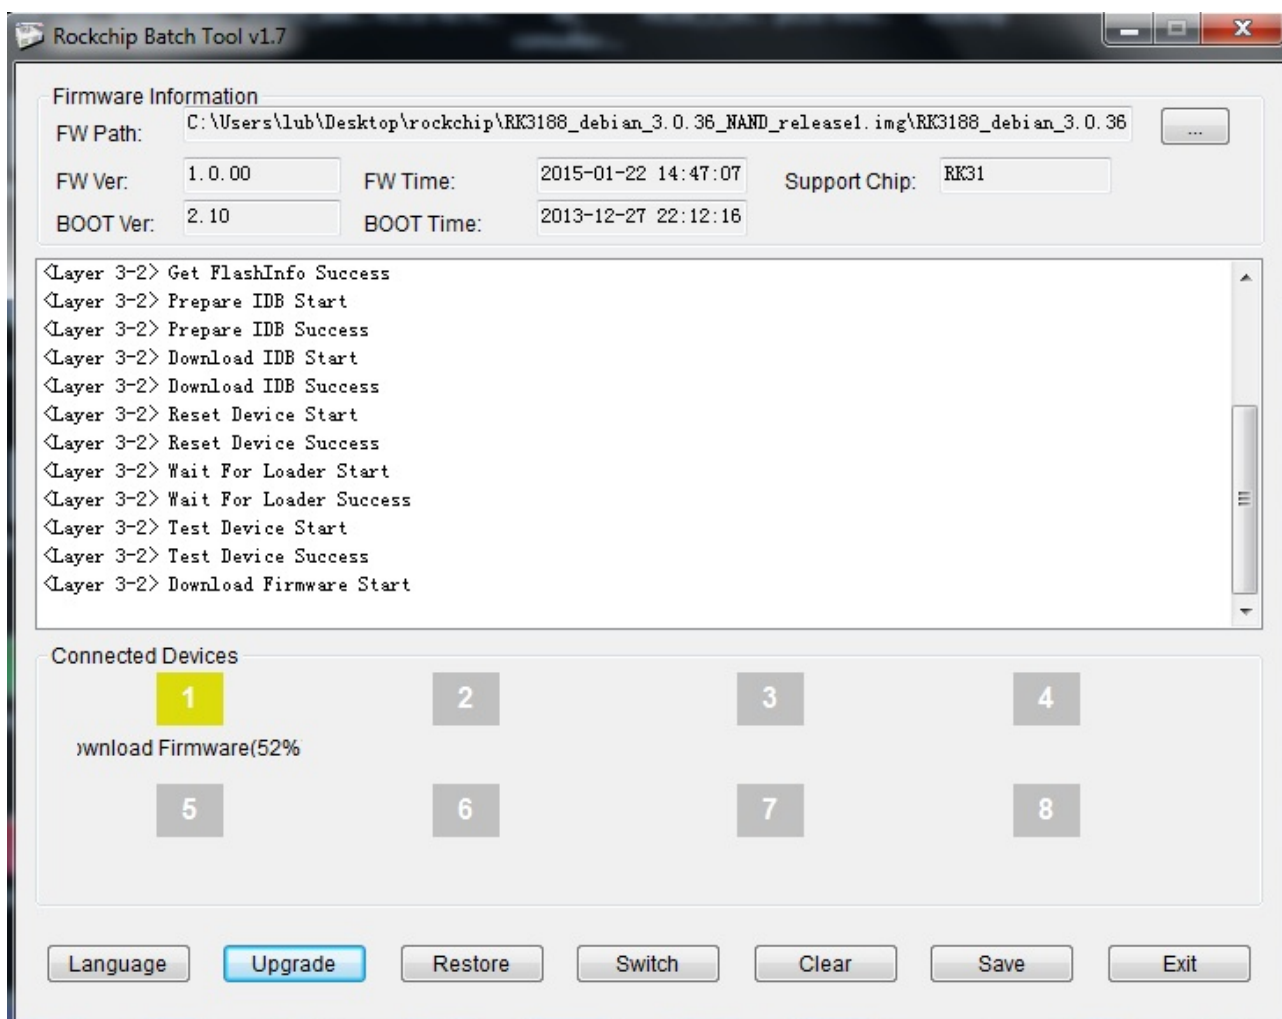 Rockchip Batch Tool v1.7
Firmware Information
FW Path: C:\Users\lub\Desktop\rockchip\RK3188_debian_3.0.36_NAND_release1.img\RK3188_debian_3.0.36 ...
FW Ver: 1.0.00 FW Time: 2015-01-22 14:47:07 Support Chip: RK31
BOOT Ver: 2.10 BOOT Time: 2013-12-27 22:12:16
<Layer 3-2> Get FlashInfo Success
<Layer 3-2> Prepare IDB Start
<Layer 3-2> Prepare IDB Success
<Layer 3-2> Download IDB Start
<Layer 3-2> Download IDB Success
<Layer 3-2> Reset Device Start
<Layer 3-2> Reset Device Success
<Layer 3-2> Wait For Loader Start
<Layer 3-2> Wait For Loader Success
<Layer 3-2> Test Device Start
<Layer 3-2> Test Device Success
<Layer 3-2> Download Firmware Start
Connected Devices
1 2 3 4
ownload Firmware(52%
5 6 7 8
Language Upgrade Restore Switch Clear Save Exit